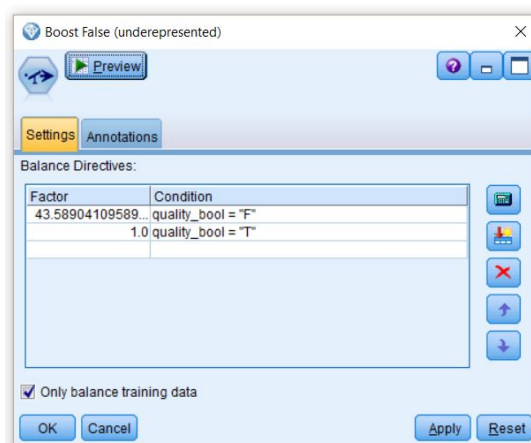 Boost False (underrepresented)
Preview
?
Settings Annotations
Balance Directives:
Factor Condition
43.58904109589... quality_bool = "F"
1.0 quality_bool = "T"
Only balance training data
OK Cancel Apply Reset